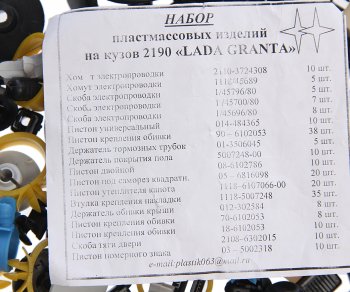 НАБОР
пластмассовых изделий
на кузов 2190 «LADA GRANTA»
Хомут электропроводки 2110-3724308 10 шт.
Хомут электропроводки 1118/45689 5 шт.
Скоба электропроводки 1/45796/80 5 шт.
Скоба электропроводки 1/45700/80 7 шт.
Скоба электропроводки 1/45696/80 8 шт.
Пистон универсальный 014-484365 10 шт.
Пистон крепления обивки 90 – 6102053 38 шт.
Держатель тормозных трубок 01-3506045 5 шт.
Держатель покрытия пола 5007248-00 10 шт.
Пистон двойной 08-6102786 10 шт.
Пистон под саморез квадратн. 05 – 6816098 20 шт.
Пистон утеплителя капота 1118-6107066-00 20 шт.
Втулка крепления накладки 1118-5007248 35 шт.
Держатель обивки крыши 012-302584 8 шт.
Пистон крепления обивки 70-6102053 8 шт.
Пистон крепления обивки 18-6102053 10 шт.
Скоба тяги двери 2108-6302015 10 шт.
Пистон номерного знака 03 – 5002318 10 шт.
e-mail:plastik063@mail.ru